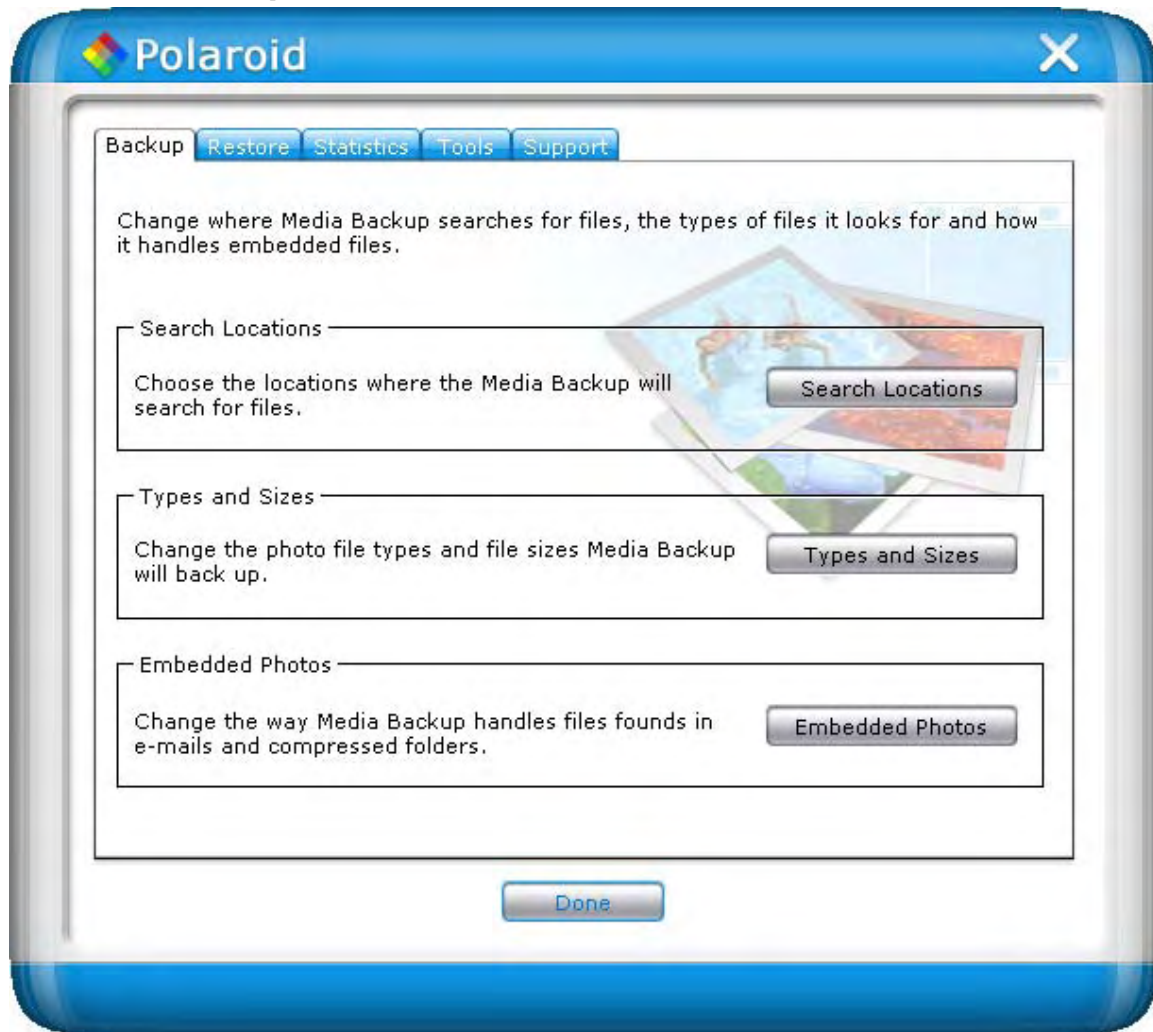 Polaroid
Backup Restore Statistics Tools Support
Change where Media Backup searches for files, the types of files it looks for and how
it handles embedded files.
Search Locations
Choose the locations where the Media Backup will
search for files.
Search Locations
Types and Sizes
Change the photo file types and file sizes Media Backup
will back up.
Types and Sizes
Embedded Photos
Change the way Media Backup handles files founds in
e-mails and compressed folders.
Embedded Photos
Done